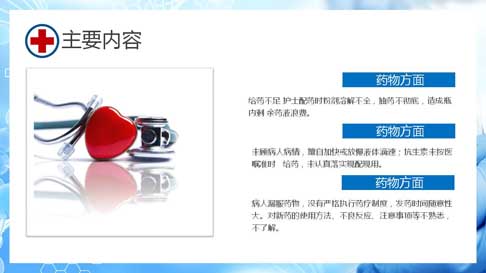 主要内容
药物方面
给药不足 护士配药时粉剂溶解不全，抽药不彻底，造成瓶
内剩 余药液浪费。
药物方面
未顾病人病情，擅自加快或放慢液体滴速；抗生素未按医
嘱准时 给药，未认真落实现配现用。
药物方面
病人漏服药物，没有严格执行药疗制度，发药时间随意性
大。对新药的使用方法、不良反应、注意事项等不熟悉，
不了解。